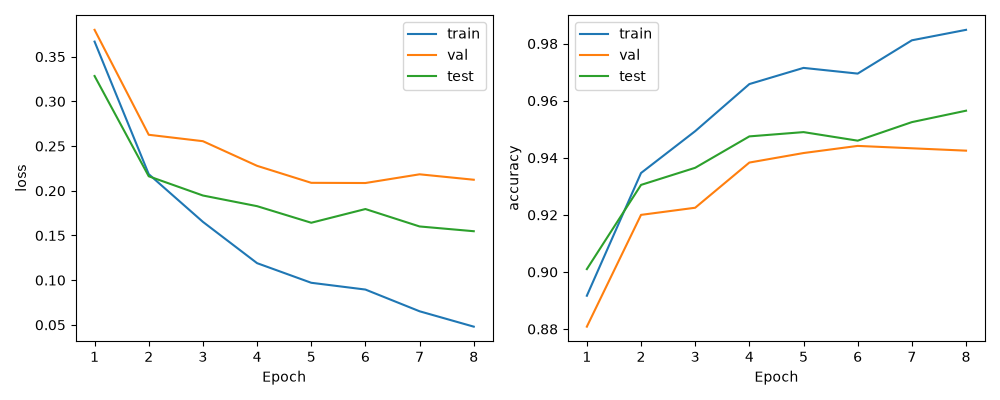 train
val
test
0.35
0.30
0.25
0.20
0.15
0.10
0.05
loss
1 2 3 4 5 6 7 8
Epoch
train
val
test
0.98
0.96
0.94
0.92
0.90
0.88
accuracy
1 2 3 4 5 6 7 8
Epoch